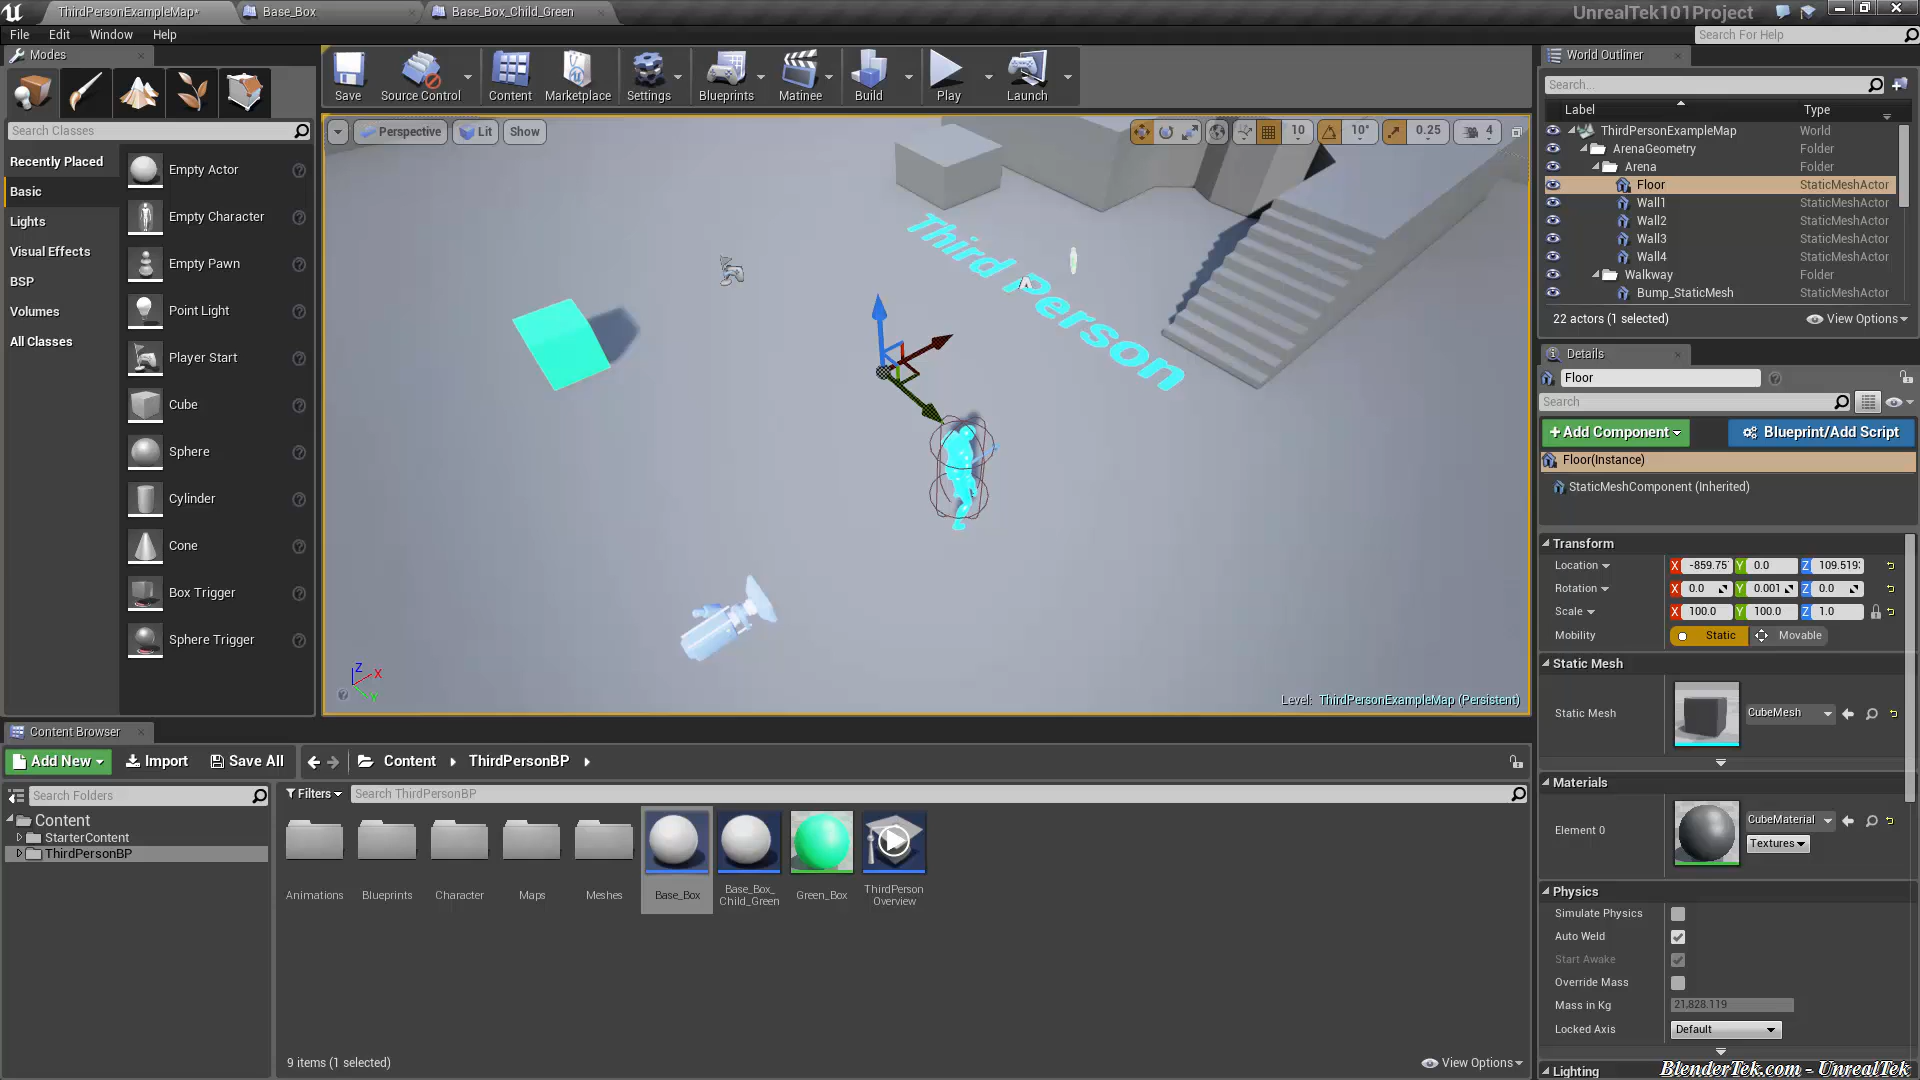 ThirdPersonExampleMap*
Base_Box
Base_Box_Child_Green
UnrealTek101Project
File
Edit
Window
Help
Search For Help
Modes
Save
Source Control
Content
Marketplace
Settings
Blueprints
Matinee
Build
Play
Launch
World Outliner
Search...
Label
Type
Search Classes
Perspective
Lit
Show
10
10°
0.25
4
ThirdPersonExampleMap
World
ArenaGeometry
Folder
Arena
Folder
Floor
StaticMeshActor
Wall1
StaticMeshActor
Wall2
StaticMeshActor
Wall3
StaticMeshActor
Wall4
StaticMeshActor
Walkway
Folder
Bump_StaticMesh
StaticMeshActor
22 actors (1 selected)
View Options
Recently Placed
Basic
Lights
Visual Effects
BSP
Volumes
All Classes
Empty Actor
Empty Character
Empty Pawn
Point Light
Player Start
Cube
Sphere
Cylinder
Cone
Box Trigger
Sphere Trigger
Third Person
Z
X
Y
Level: ThirdPersonExampleMap (Persistent)
Details
Floor
Search
+Add Component
Blueprint/Add Script
Floor(Instance)
StaticMeshComponent (Inherited)
Transform
Location
X
-859.75
Y
0.0
Z
109.519
Rotation
X
0.0
Y
0.001
Z
0.0
Scale
X
100.0
Y
100.0
Z
1.0
Mobility
Static
Movable
Static Mesh
Static Mesh
CubeMesh
Materials
Element 0
CubeMaterial
Textures
Physics
Simulate Physics
Auto Weld
Start Awake
Override Mass
Mass in Kg
21,828.119
Locked Axis
Default
Lighting
Content Browser
Add New
Import
Save All
Content
ThirdPersonBP
Search Folders
Filters
Search ThirdPersonBP
Content
StarterContent
ThirdPersonBP
Animations
Blueprints
Character
Maps
Meshes
Base_Box
Base_Box_
Child_Green
Green_Box
ThirdPerson
Overview
9 items (1 selected)
View Options
BlenderTek.com - UnrealTek